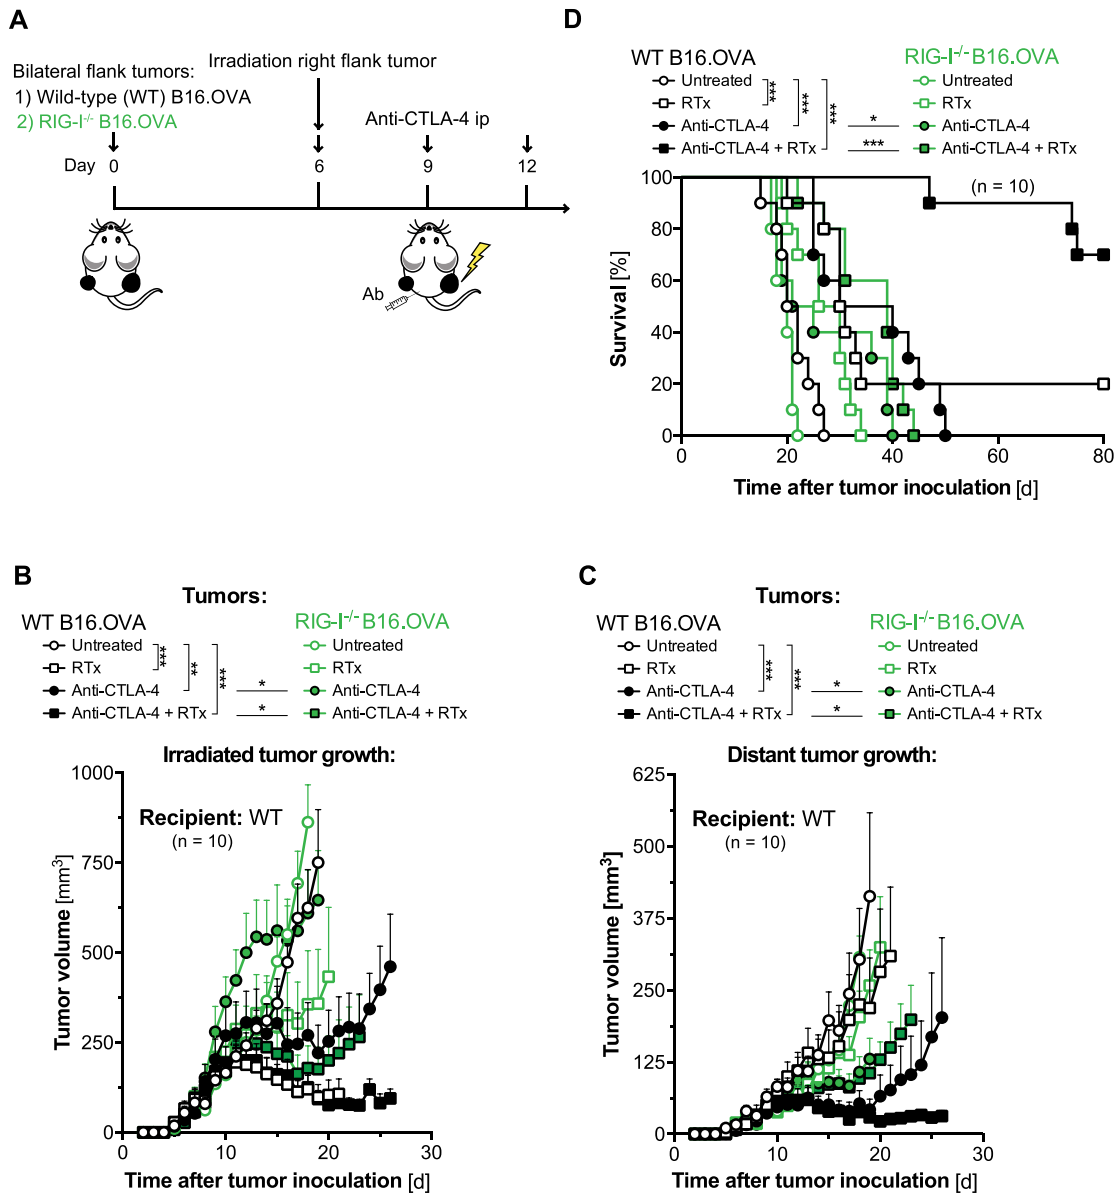 A
Bilateral flank tumors:
1) Wild-type (WT) B16.OVA
2) RIG-I-/- B16.OVA
Irradiation right flank tumor
Anti-CTLA-4 ip
Day 0 6 9 12
Ab
D
WT B16.OVA RIG-I-/- B16.OVA
Untreated *** *** *** Untreated
RTx RTx
Anti-CTLA-4 * Anti-CTLA-4
Anti-CTLA-4 + RTx *** Anti-CTLA-4 + RTx
(n = 10)
Survival [%]
100
80
60
40
20
0
0 20 40 60 80
Time after tumor inoculation [d]
B
Tumors:
WT B16.OVA RIG-I-/- B16.OVA
Untreated *** ** *** Untreated
RTx RTx
Anti-CTLA-4 * Anti-CTLA-4
Anti-CTLA-4 + RTx * Anti-CTLA-4 + RTx
Irradiated tumor growth:
Recipient: WT
(n = 10)
Tumor volume [mm³]
1000
750
500
250
0
0 10 20 30
Time after tumor inoculation [d]
C
Tumors:
WT B16.OVA RIG-I-/- B16.OVA
Untreated *** *** Untreated
RTx RTx
Anti-CTLA-4 * Anti-CTLA-4
Anti-CTLA-4 + RTx * Anti-CTLA-4 + RTx
Distant tumor growth:
Recipient: WT
(n = 10)
Tumor volume [mm³]
625
500
375
250
125
0
0 10 20 30
Time after tumor inoculation [d]